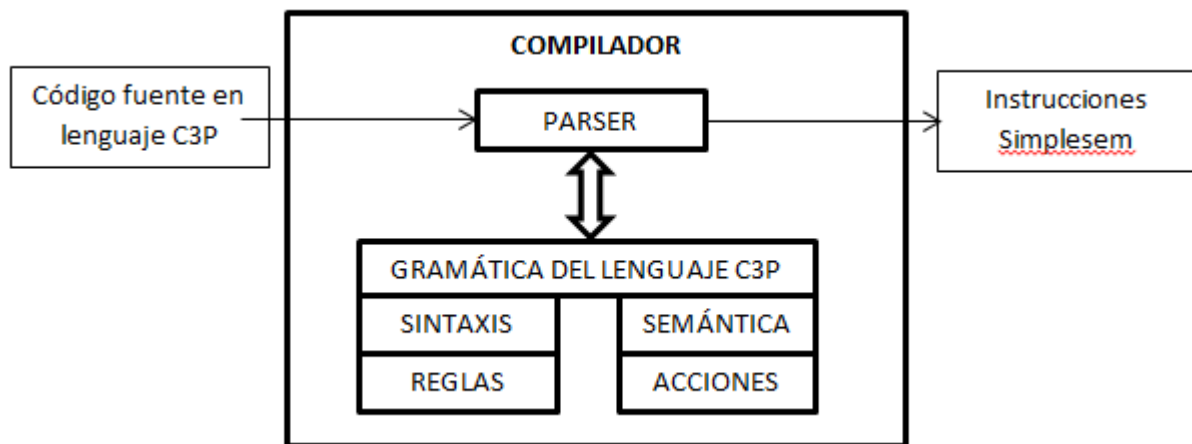 COMPILADOR
Código fuente en
lenguaje C3P
PARSER
Instrucciones
Simplesem
GRAMÁTICA DEL LENGUAJE C3P
SINTAXIS
SEMÁNTICA
REGLAS
ACCIONES